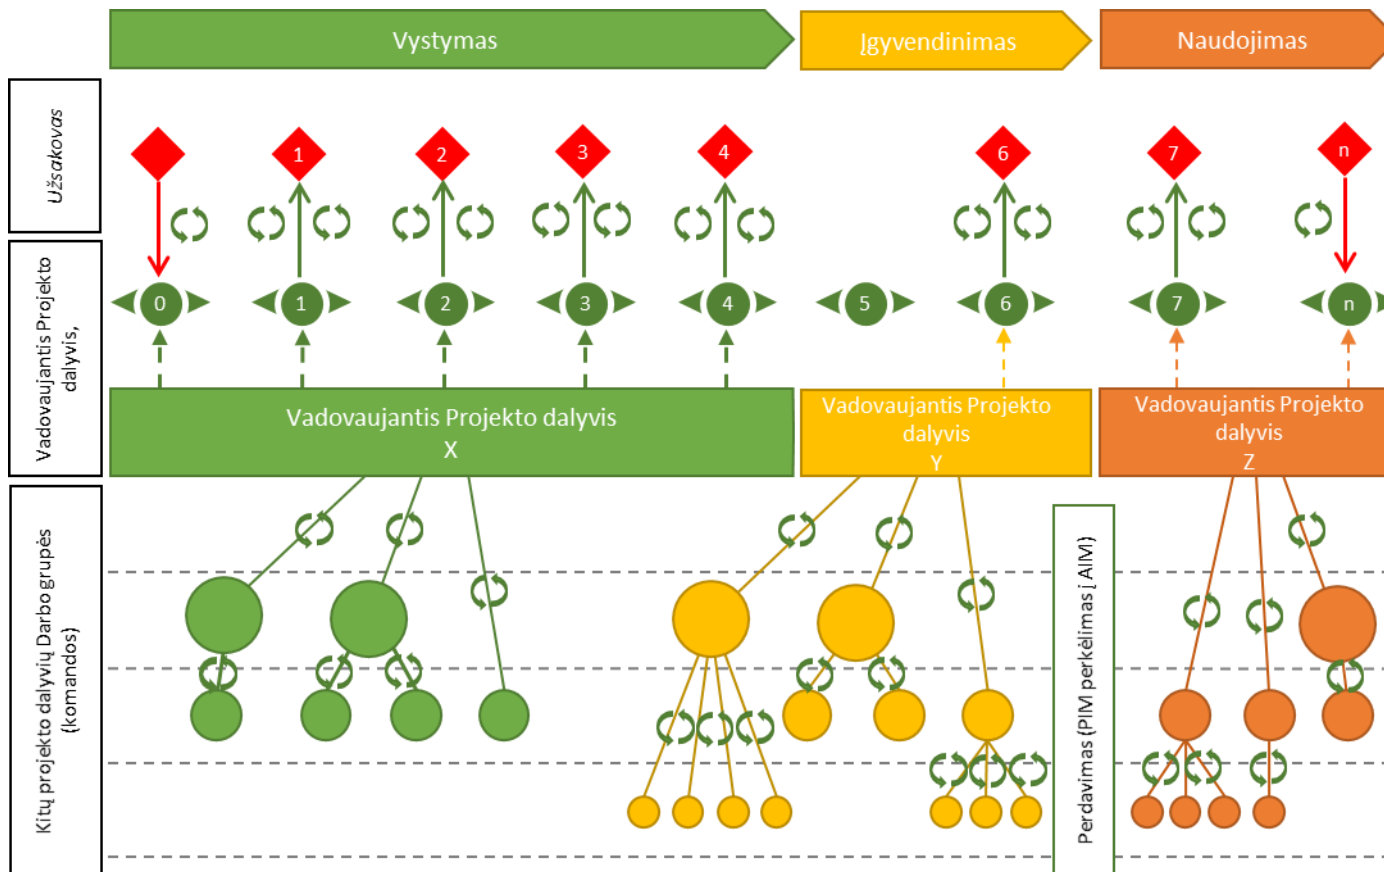 Vystymas
Įgyvendinimas
Naudojimas
Užsakovas
1
2
3
4
6
7
n
Vadovaujantis Projekto
dalyvis,
0
1
2
3
4
5
6
7
n
Vadovaujantis Projekto dalyvis
X
Vadovaujantis Projekto
dalyvis
Y
Vadovaujantis Projekto
dalyvis
Z
Kitų projekto dalyvių Darbo grupės
(komandos)
Perdavimas (PIM perkėlimas į AIM)